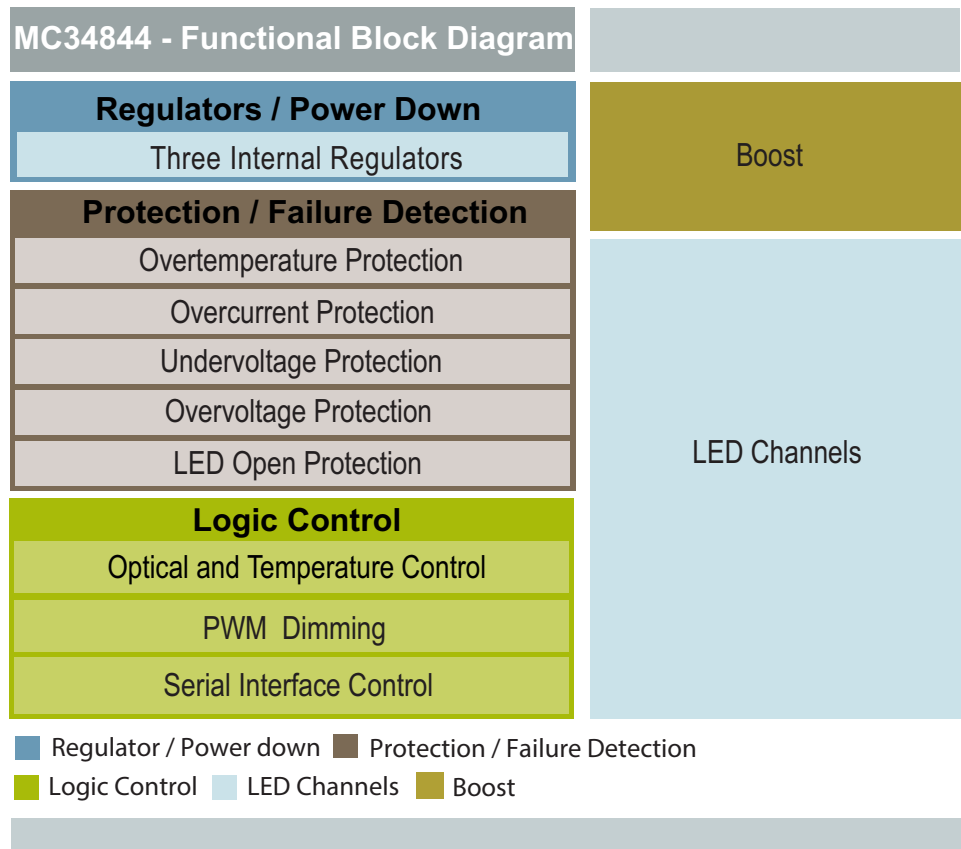 MC34844 - Functional Block Diagram
Regulators / Power Down
Three Internal Regulators
Protection / Failure Detection
Overtemperature Protection
Overcurrent Protection
Undervoltage Protection
Overvoltage Protection
LED Open Protection
Logic Control
Optical and Temperature Control
PWM  Dimming
Serial Interface Control
Boost
LED Channels
Regulator / Power down
Protection / Failure Detection
Logic Control
LED Channels
Boost